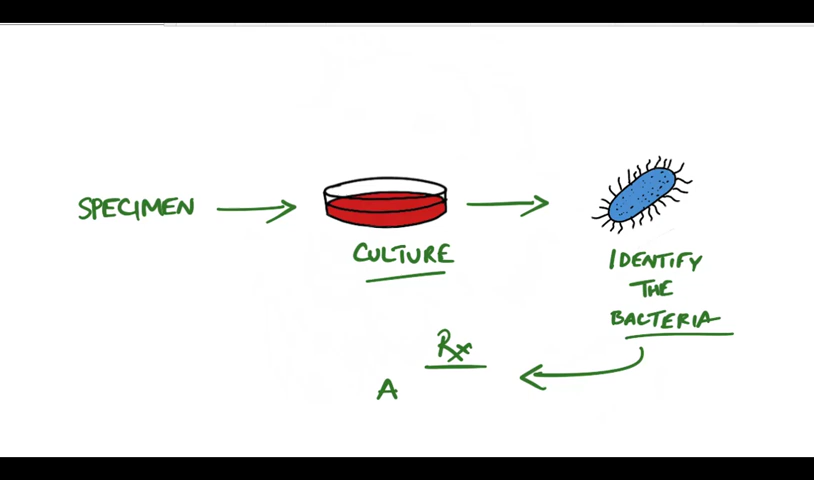 SPECIMEN
CULTURE
IDENTIFY
THE
BACTERIA
Rx
A